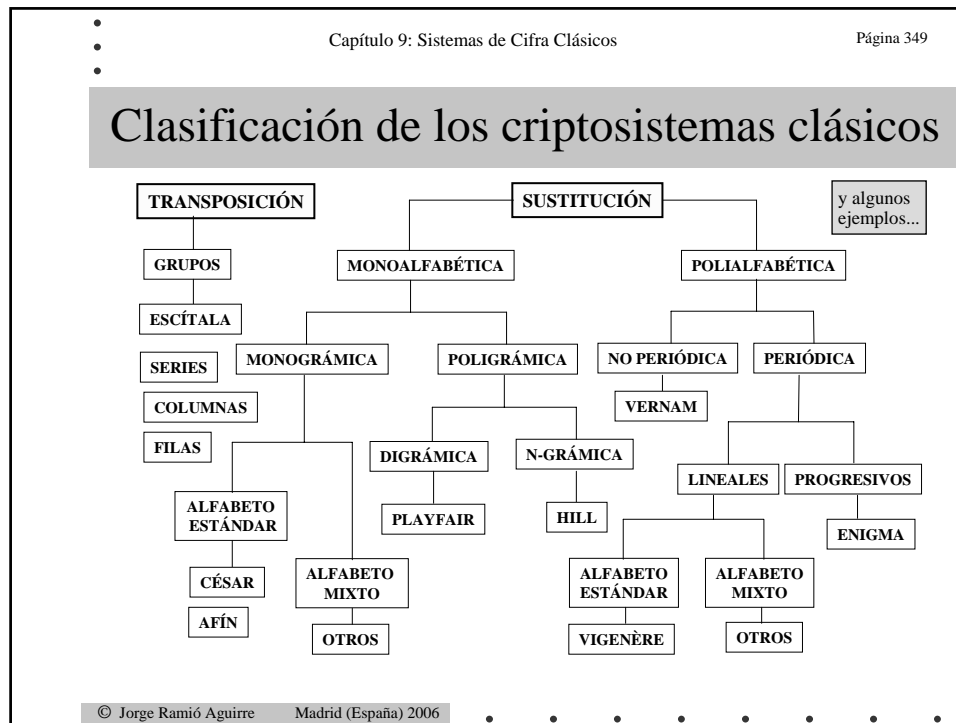 Capítulo 9: Sistemas de Cifra Clásicos
Página 349
Clasificación de los criptosistemas clásicos
TRANSPOSICIÓN
SUSTITUCIÓN
y algunos
ejemplos...
GRUPOS
MONOALFABÉTICA
POLIALFABÉTICA
ESCÍTALA
MONOGRÁMICA
POLIGRÁMICA
NO PERIÓDICA
PERIÓDICA
SERIES
COLUMNAS
VERNAM
FILAS
DIGRÁMICA
N-GRÁMICA
LINEALES
PROGRESIVOS
ALFABETO
ESTÁNDAR
PLAYFAIR
HILL
ENIGMA
CÉSAR
ALFABETO
MIXTO
ALFABETO
ESTÁNDAR
ALFABETO
MIXTO
AFÍN
OTROS
VIGENÈRE
OTROS
© Jorge Ramió Aguirre Madrid (España) 2006